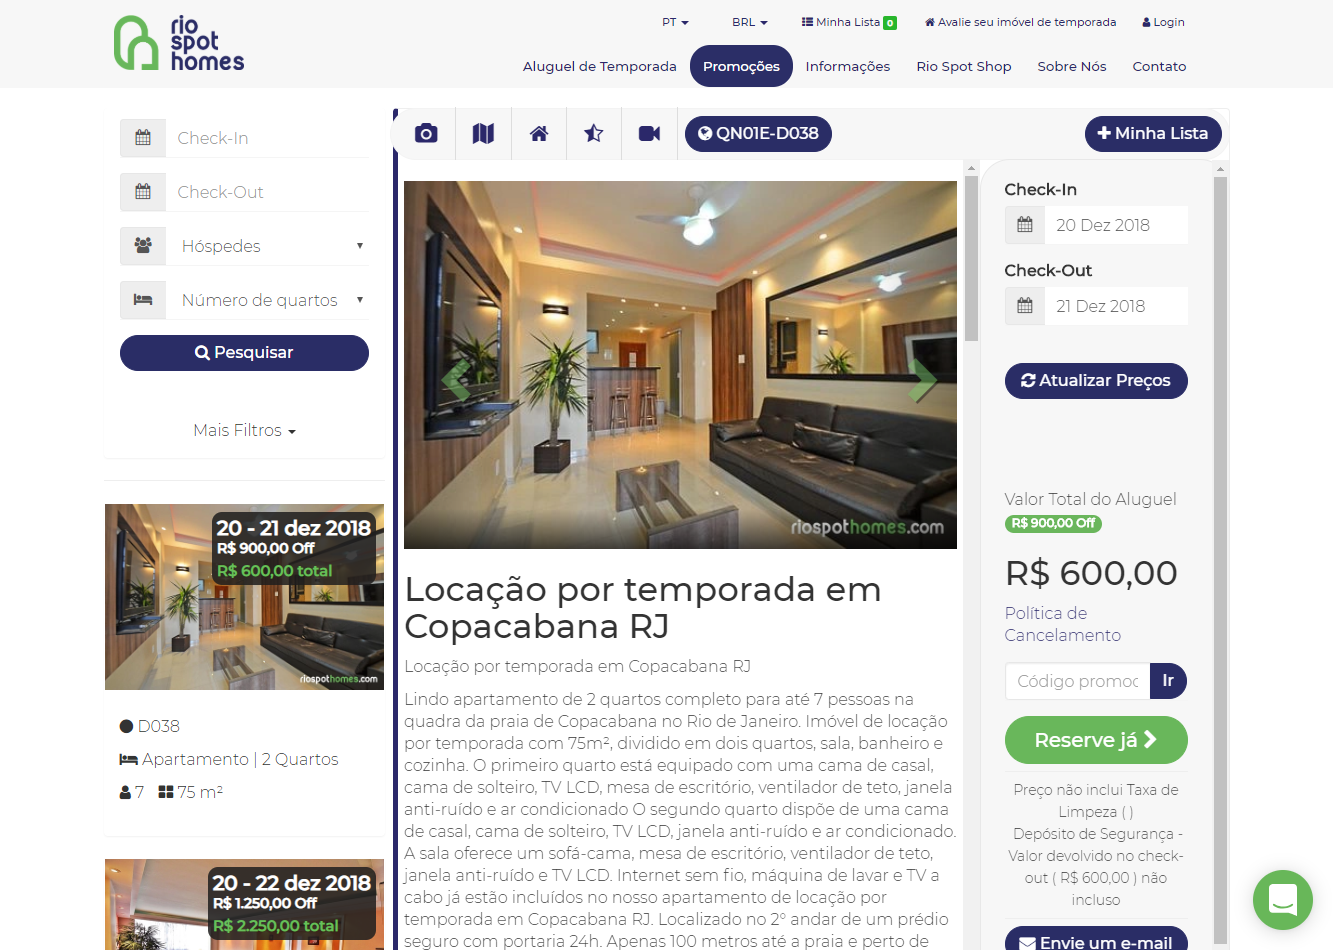 rio
spot
homes
PT
BRL
Minha Lista 0
Avalie seu imóvel de temporada
Login
Aluguel de Temporada
Promoções
Informações
Rio Spot Shop
Sobre Nós
Contato
Check-In
Check-Out
Hóspedes
Número de quartos
Pesquisar
Mais Filtros
20 - 21 dez 2018
R$ 900,00 Off
R$ 600,00 total
riospothomes.com
D038
Apartamento | 2 Quartos
7 75 m²
20 - 22 dez 2018
R$ 1.250,00 Off
R$ 2.250,00 total
QN01E-D038
Minha Lista
riospothomes.com
Locação por temporada em
Copacabana RJ
Locação por temporada em Copacabana RJ
Lindo apartamento de 2 quartos completo para até 7 pessoas na
quadra da praia de Copacabana no Rio de Janeiro. Imóvel de locação
por temporada com 75m², dividido em dois quartos, sala, banheiro e
cozinha. O primeiro quarto está equipado com uma cama de casal,
cama de solteiro, TV LCD, mesa de escritório, ventilador de teto, janela
anti-ruído e ar condicionado O segundo quarto dispõe de uma cama
de casal, cama de solteiro, TV LCD, janela anti-ruído e ar condicionado.
A sala oferece um sofá-cama, mesa de escritório, ventilador de teto,
janela anti-ruído e TV LCD. Internet sem fio, máquina de lavar e TV a
cabo já estão incluídos no nosso apartamento de locação por
temporada em Copacabana RJ. Localizado no 2° andar de um prédio
seguro com portaria 24h. Apenas 100 metros até a praia e perto de
Check-In
20 Dez 2018
Check-Out
21 Dez 2018
Atualizar Preços
Valor Total do Aluguel
R$ 900,00 Off
R$ 600,00
Política de
Cancelamento
Código promoc
Ir
Reserve já
Preço não inclui Taxa de
Limpeza ( )
Depósito de Segurança -
Valor devolvido no check-
out ( R$ 600,00 ) não
incluso
Envie um e-mail